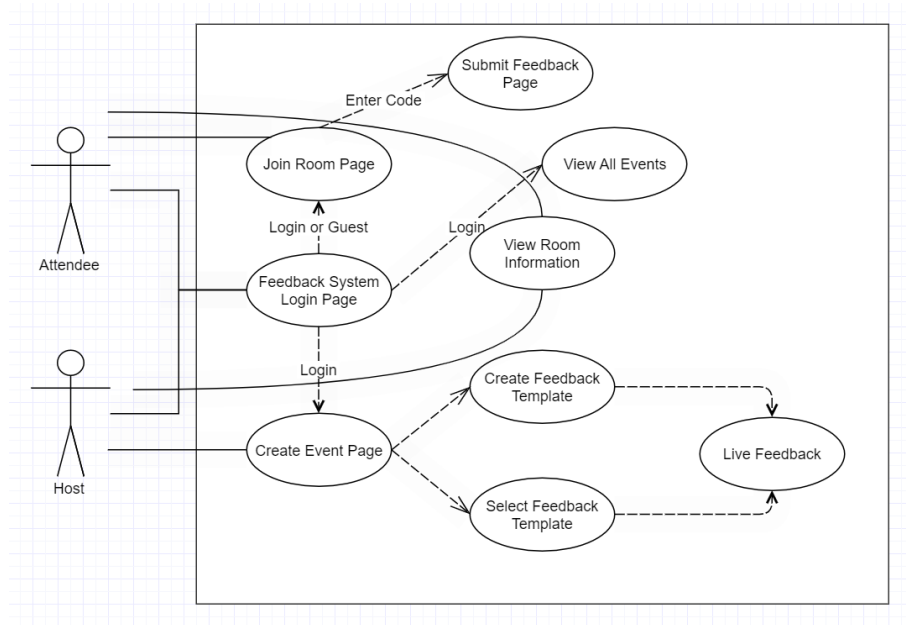 Submit Feedback
Page
Enter Code
Join Room Page
View All Events
Login or Guest
Login
View Room
Information
Attendee
Feedback System
Login Page
Login
Create Feedback
Template
Create Event Page
Live Feedback
Host
Select Feedback
Template